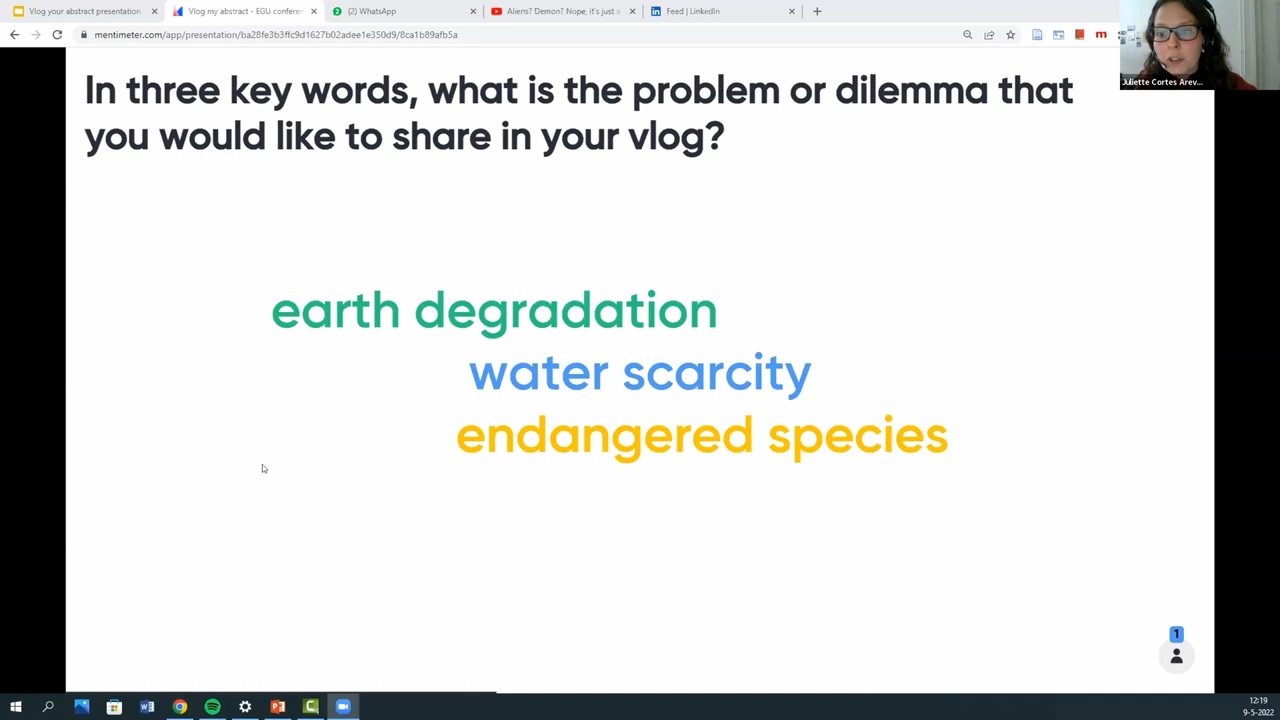 Vlog your abstract presentation
Vlog my abstract - EGU conferen
(2) WhatsApp
Aliens? Demon? Nope, it's just a
Feed | LinkedIn
mentimeter.com/app/presentation/ba28fe3b3ffc9d1627b02adee1e350d9/8ca1b5f9afb5a
Juliette Cortes Arev...
In three key words, what is the problem or dilemma that
you would like to share in your vlog?
earth degradation
water scarcity
endangered species
1
12:19
9-5-2022